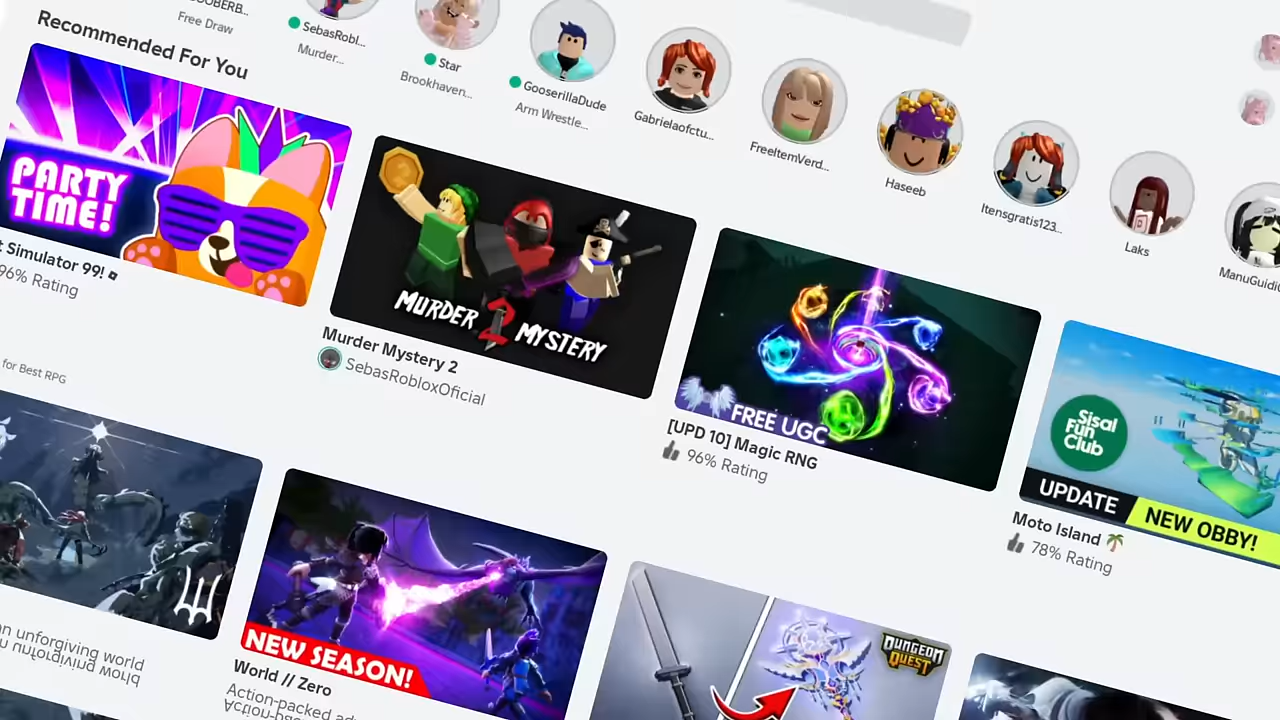 Free Draw
SebasRobl...
Murder...
Star
Brookhaven...
GooserillaDude
Arm Wrestle...
Gabrielaofctu...
FreeItemVerd...
Haseeb
Itensgratis123...
Laks
Recommended For You
PARTY
TIME!
Simulator 99!
96% Rating
MURDER 2 MYSTERY
Murder Mystery 2
SebasRobloxOficial
FREE UGC
[UPD 10] Magic RNG
96% Rating
Sisal
Fun
Club
UPDATE
NEW OBBY!
Moto Island
78% Rating
for Best RPG
unforgiving world
NEW SEASON!
World // Zero
Action-packed
DUNGEON
QUEST